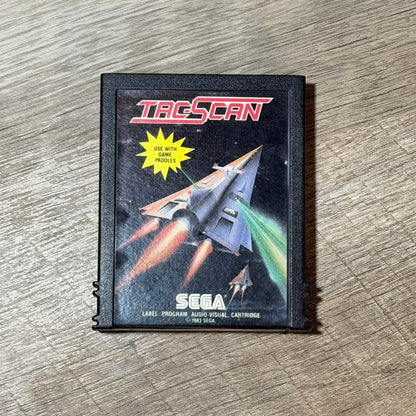 TAC-SCAN
USE WITH
GAME
PADDLES
SEGA
LABEL, PROGRAM, AUDIO VISUAL, CARTRIDGE
© 1983 SEGA